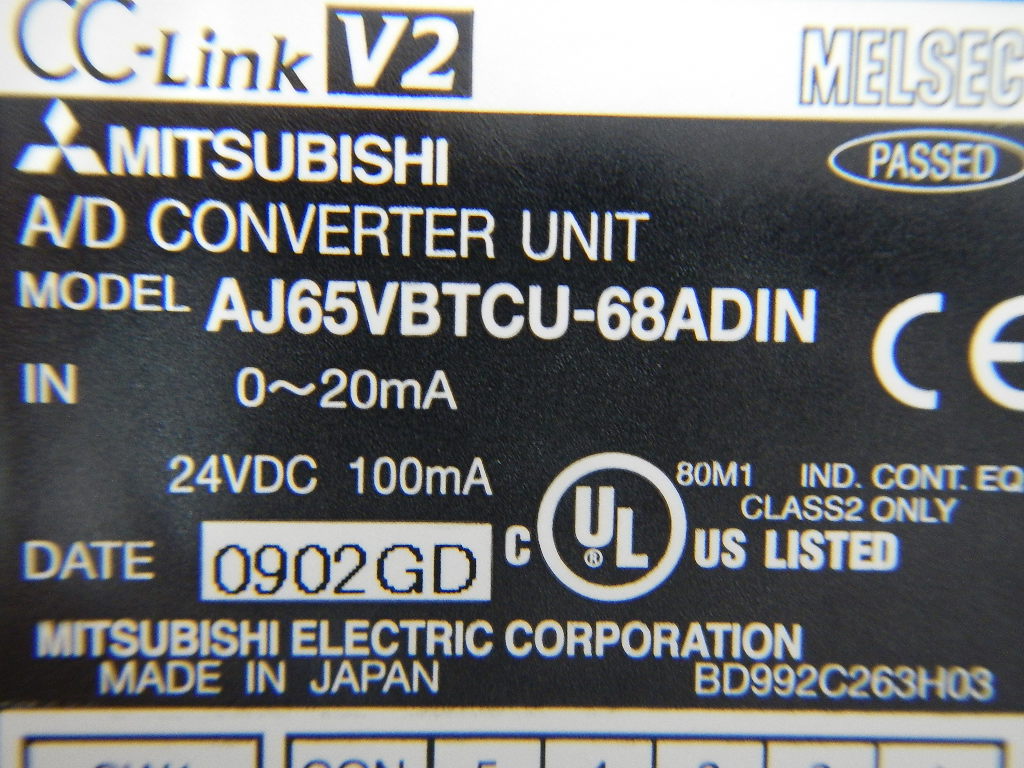 CC-Link V2 MELSEC
MITSUBISHI PASSED
A/D CONVERTER UNIT
MODEL AJ65VBTCU-68ADIN CE
IN 0~20mA
24VDC 100mA
80M1 IND. CONT. EQ
CLASS2 ONLY
DATE 0902GD C UL ® US LISTED
MITSUBISHI ELECTRIC CORPORATION
MADE IN JAPAN BD992C263H03